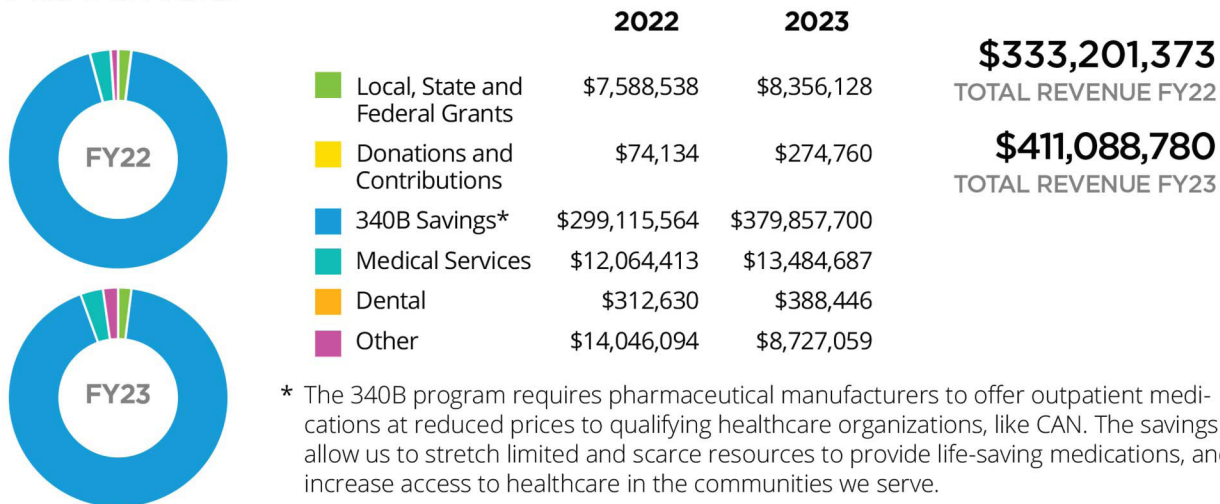 FY22
FY23
2022 2023
Local, State and $7,588,538 $8,356,128
Federal Grants
Donations and $74,134 $274,760
Contributions
340B Savings* $299,115,564 $379,857,700
Medical Services $12,064,413 $13,484,687
Dental $312,630 $388,446
Other $14,046,094 $8,727,059
$333,201,373
TOTAL REVENUE FY22
$411,088,780
TOTAL REVENUE FY23
* The 340B program requires pharmaceutical manufacturers to offer outpatient medi-
cations at reduced prices to qualifying healthcare organizations, like CAN. The savings
allow us to stretch limited and scarce resources to provide life-saving medications, and
increase access to healthcare in the communities we serve.